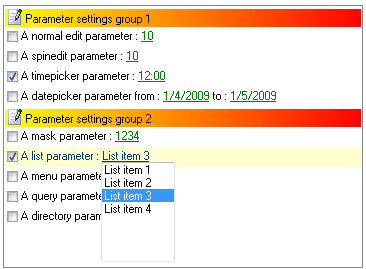 Parameter settings group 1
A normal edit parameter : 10
A spinedit parameter : 10
A timepicker parameter : 12:00
A datepicker parameter from : 1/4/2009 to : 1/5/2009
Parameter settings group 2
A mask parameter : 1234
A list parameter : List item 3
List item 1
A menu parame
List item 2
A query parame
List item 3
List item 4
A directory param